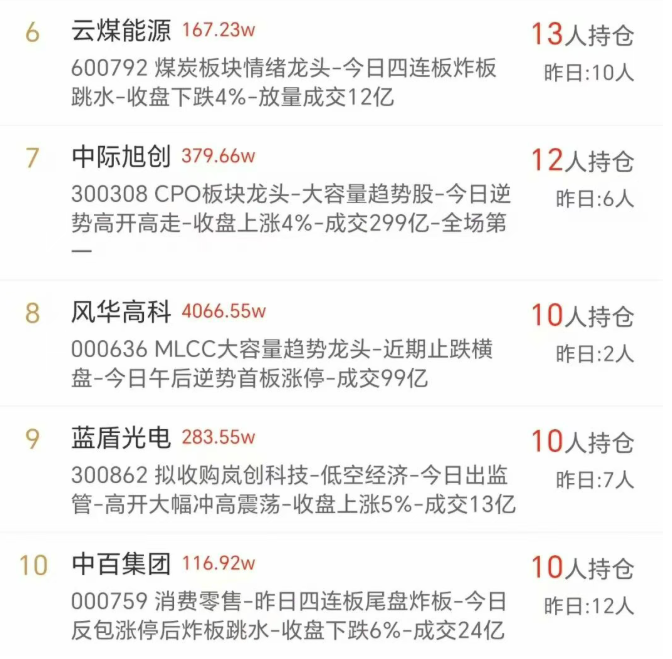 6 云煤能源 167.23w 13人持仓
600792 煤炭板块情绪龙头-今日四连板炸板 昨日:10人
跳水-收盘下跌4%-放量成交12亿
7 中际旭创 379.66w 12人持仓
300308 CPO板块龙头-大容量趋势股-今日逆 昨日:6人
势高开高走-收盘上涨4%-成交299亿-全场第
一
8 风华高科 4066.55w 10人持仓
000636 MLCC大容量趋势龙头-近期止跌横 昨日:2人
盘-今日午后逆势首板涨停-成交99亿
9 蓝盾光电 283.55w 10人持仓
300862 拟收购岚创科技-低空经济-今日出监 昨日:7人
管-高开大幅冲高震荡-收盘上涨5%-成交13亿
10 中百集团 116.92w 10人持仓
000759 消费零售-昨日四连板尾盘炸板-今日 昨日:12人
反包涨停后炸板跳水-收盘下跌6%-成交24亿